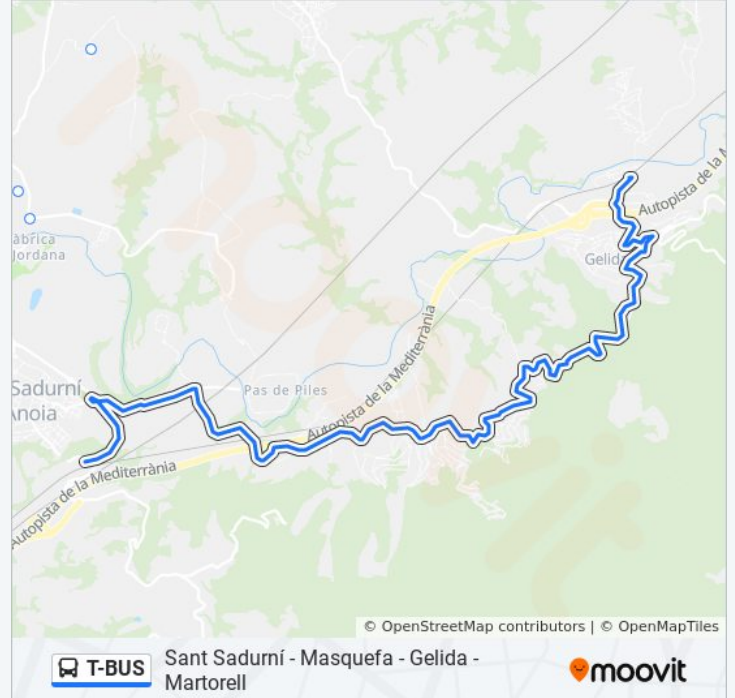 Autopista de la M
àbrica
Jordana
Gelida
Autopista de la Mediterrània
Sadurní
Anoia
Pas de Piles
Autopista de la Mediterrània
© OpenStreetMap contributors | © OpenMapTiles
T-BUS
Sant Sadurní - Masquefa - Gelida -
Martorell
moovit